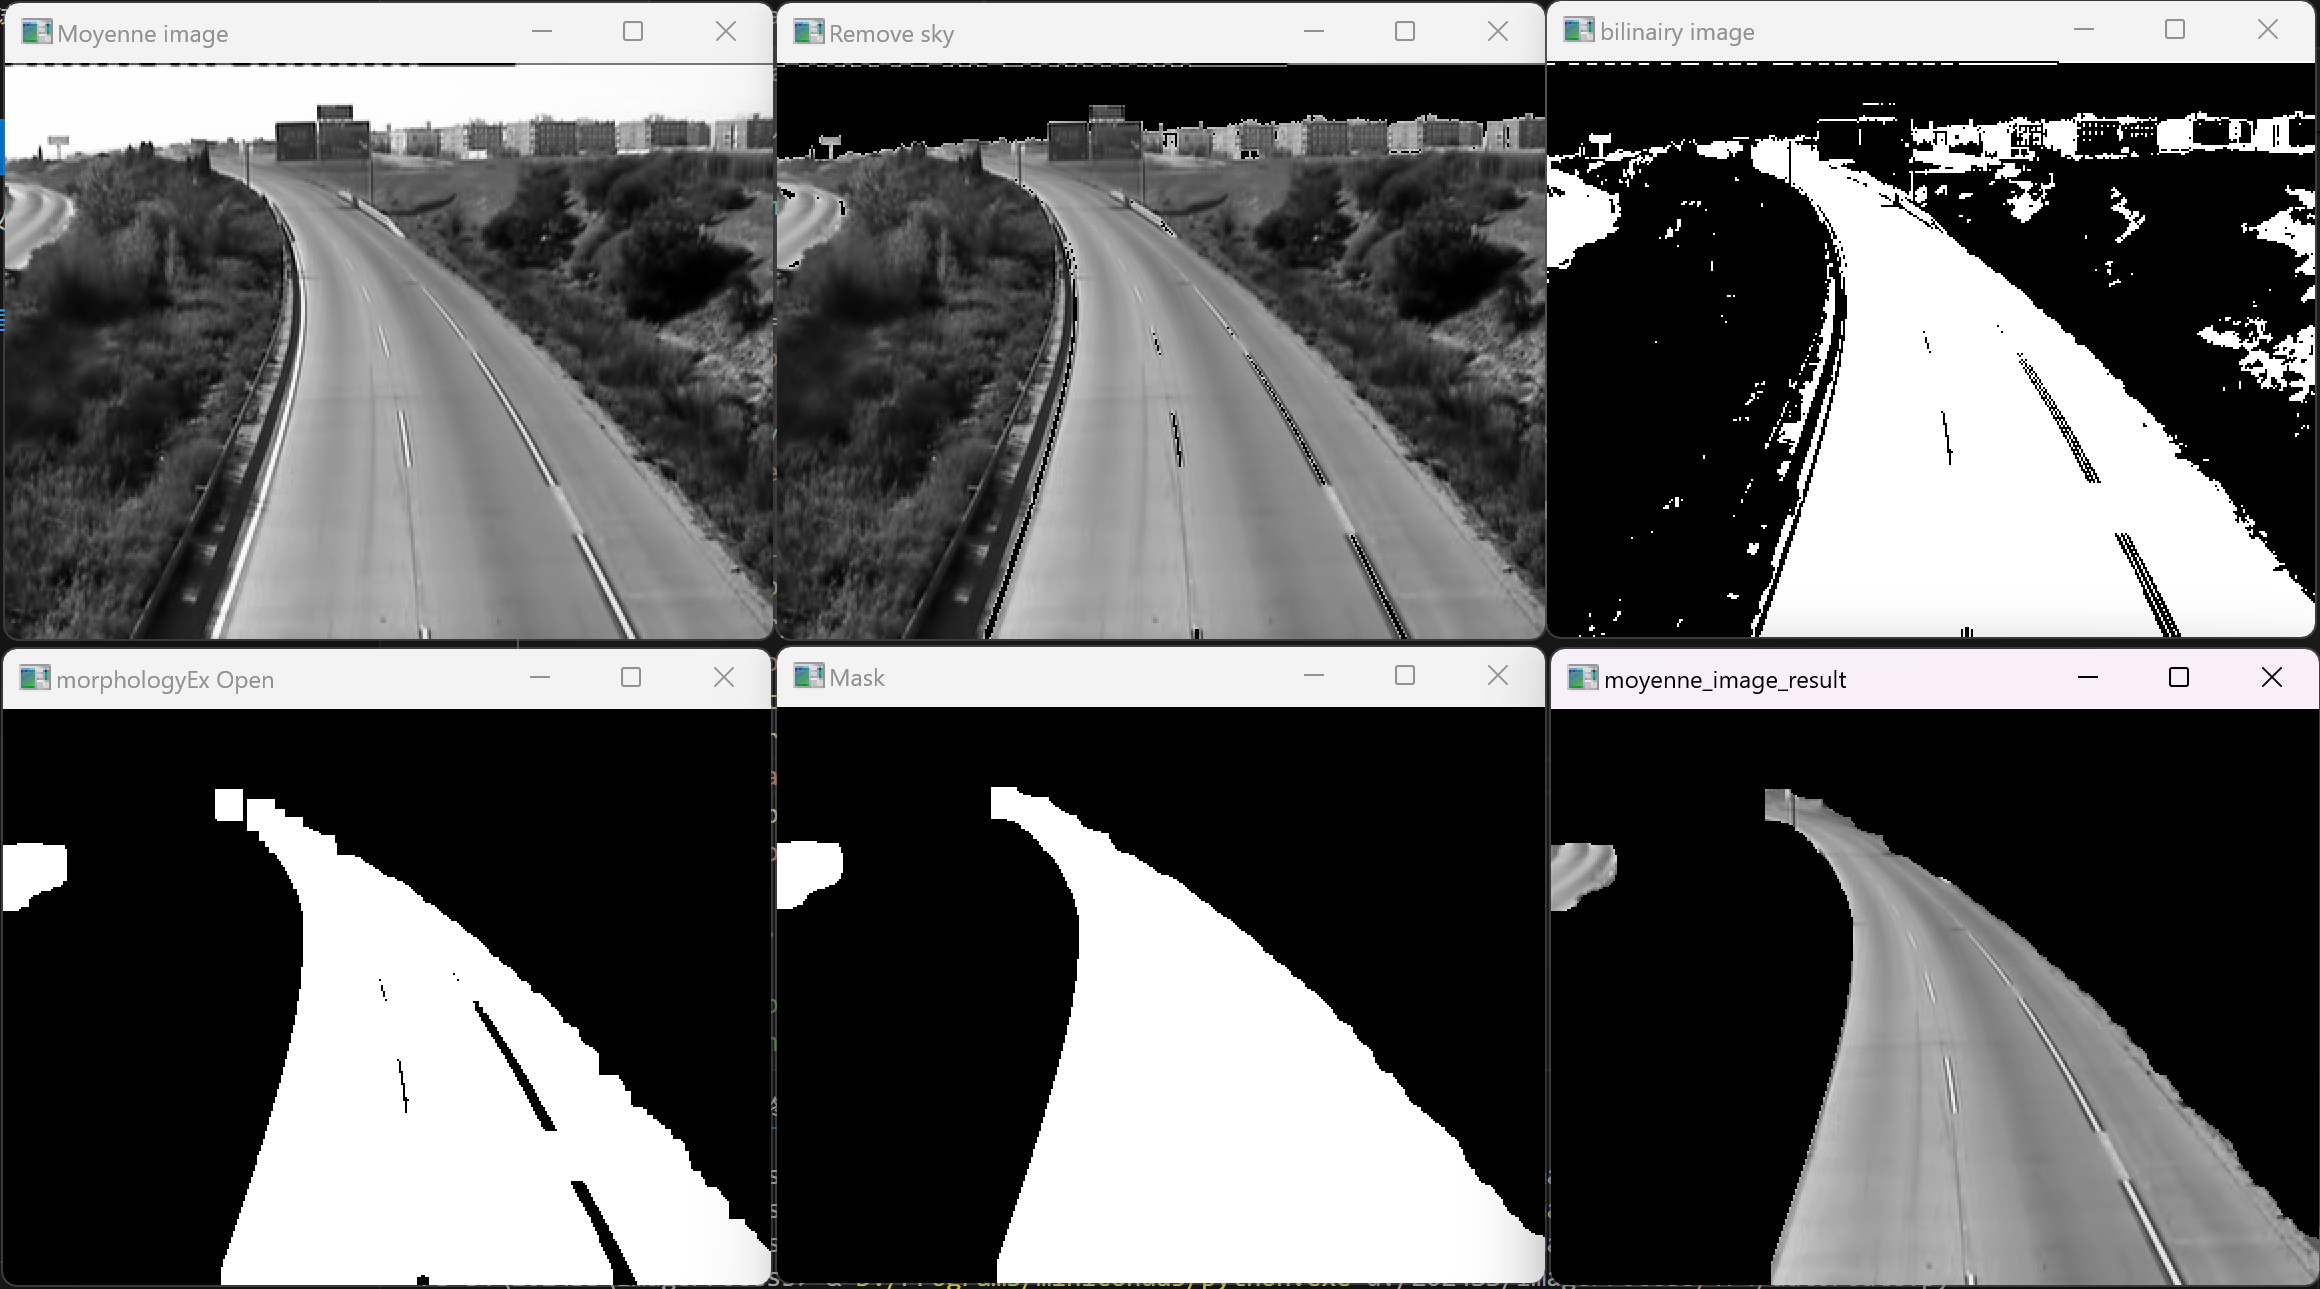 Moyenne image
Remove sky
bilinairy image
morphologyEx Open
Mask
moyenne_image_result